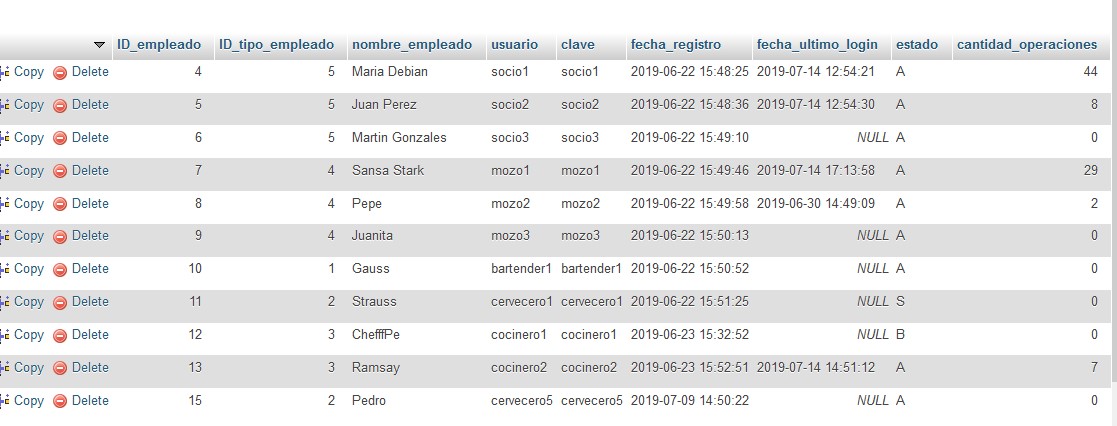 ID_empleado ID_tipo_empleado nombre_empleado usuario clave fecha_registro fecha_ultimo_login estado cantidad_operaciones
Copy Delete 4 5 Maria Debian socio1 socio1 2019-06-22 15:48:25 2019-07-14 12:54:21 A 44
Copy Delete 5 5 Juan Perez socio2 socio2 2019-06-22 15:48:36 2019-07-14 12:54:30 A 8
Copy Delete 6 5 Martin Gonzales socio3 socio3 2019-06-22 15:49:10 NULL A 0
Copy Delete 7 4 Sansa Stark mozo1 mozo1 2019-06-22 15:49:46 2019-07-14 17:13:58 A 29
Copy Delete 8 4 Pepe mozo2 mozo2 2019-06-22 15:49:58 2019-06-30 14:49:09 A 2
Copy Delete 9 4 Juanita mozo3 mozo3 2019-06-22 15:50:13 NULL A 0
Copy Delete 10 1 Gauss bartender1 bartender1 2019-06-22 15:50:52 NULL A 0
Copy Delete 11 2 Strauss cervecero1 cervecero1 2019-06-22 15:51:25 NULL S 0
Copy Delete 12 3 ChefffPe cocinero1 cocinero1 2019-06-23 15:32:52 NULL B 0
Copy Delete 13 3 Ramsay cocinero2 cocinero2 2019-06-23 15:52:51 2019-07-14 14:51:12 A 7
Copy Delete 15 2 Pedro cervecero5 cervecero5 2019-07-09 14:50:22 NULL A 0